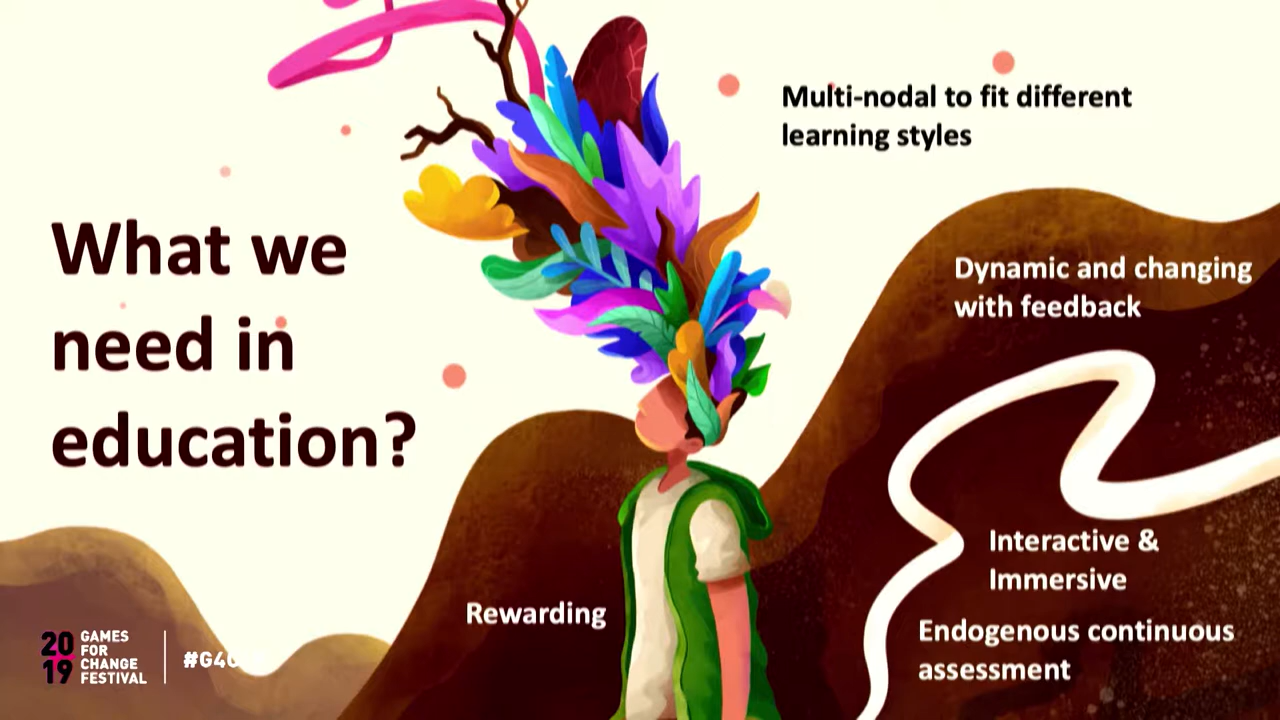 What we
need in
education?
Multi-nodal to fit different
learning styles
Dynamic and changing
with feedback
Interactive &
Immersive
Endogenous continuous
assessment
Rewarding
20
19
GAMES
FOR
CHANGE
FESTIVAL